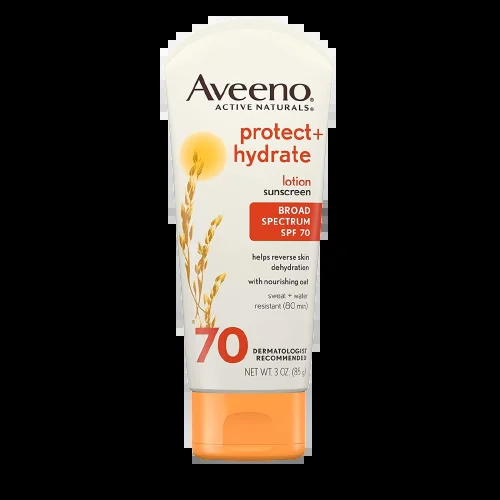 Aveeno®
ACTIVE NATURALS®
protect+
hydrate
lotion
sunscreen
BROAD
SPECTRUM
SPF 70
helps reverse skin
dehydration
with nourishing oat
sweat + water
resistant (80 min)
70
DERMATOLOGIST
RECOMMENDED
NET WT. 3 OZ. (85 g)